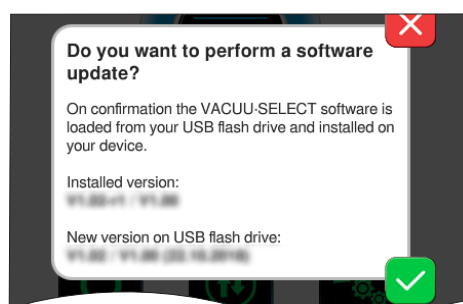 Do you want to perform a software
update?
On confirmation the VACUU·SELECT software is
loaded from your USB flash drive and installed on
your device.
Installed version:
New version on USB flash drive: